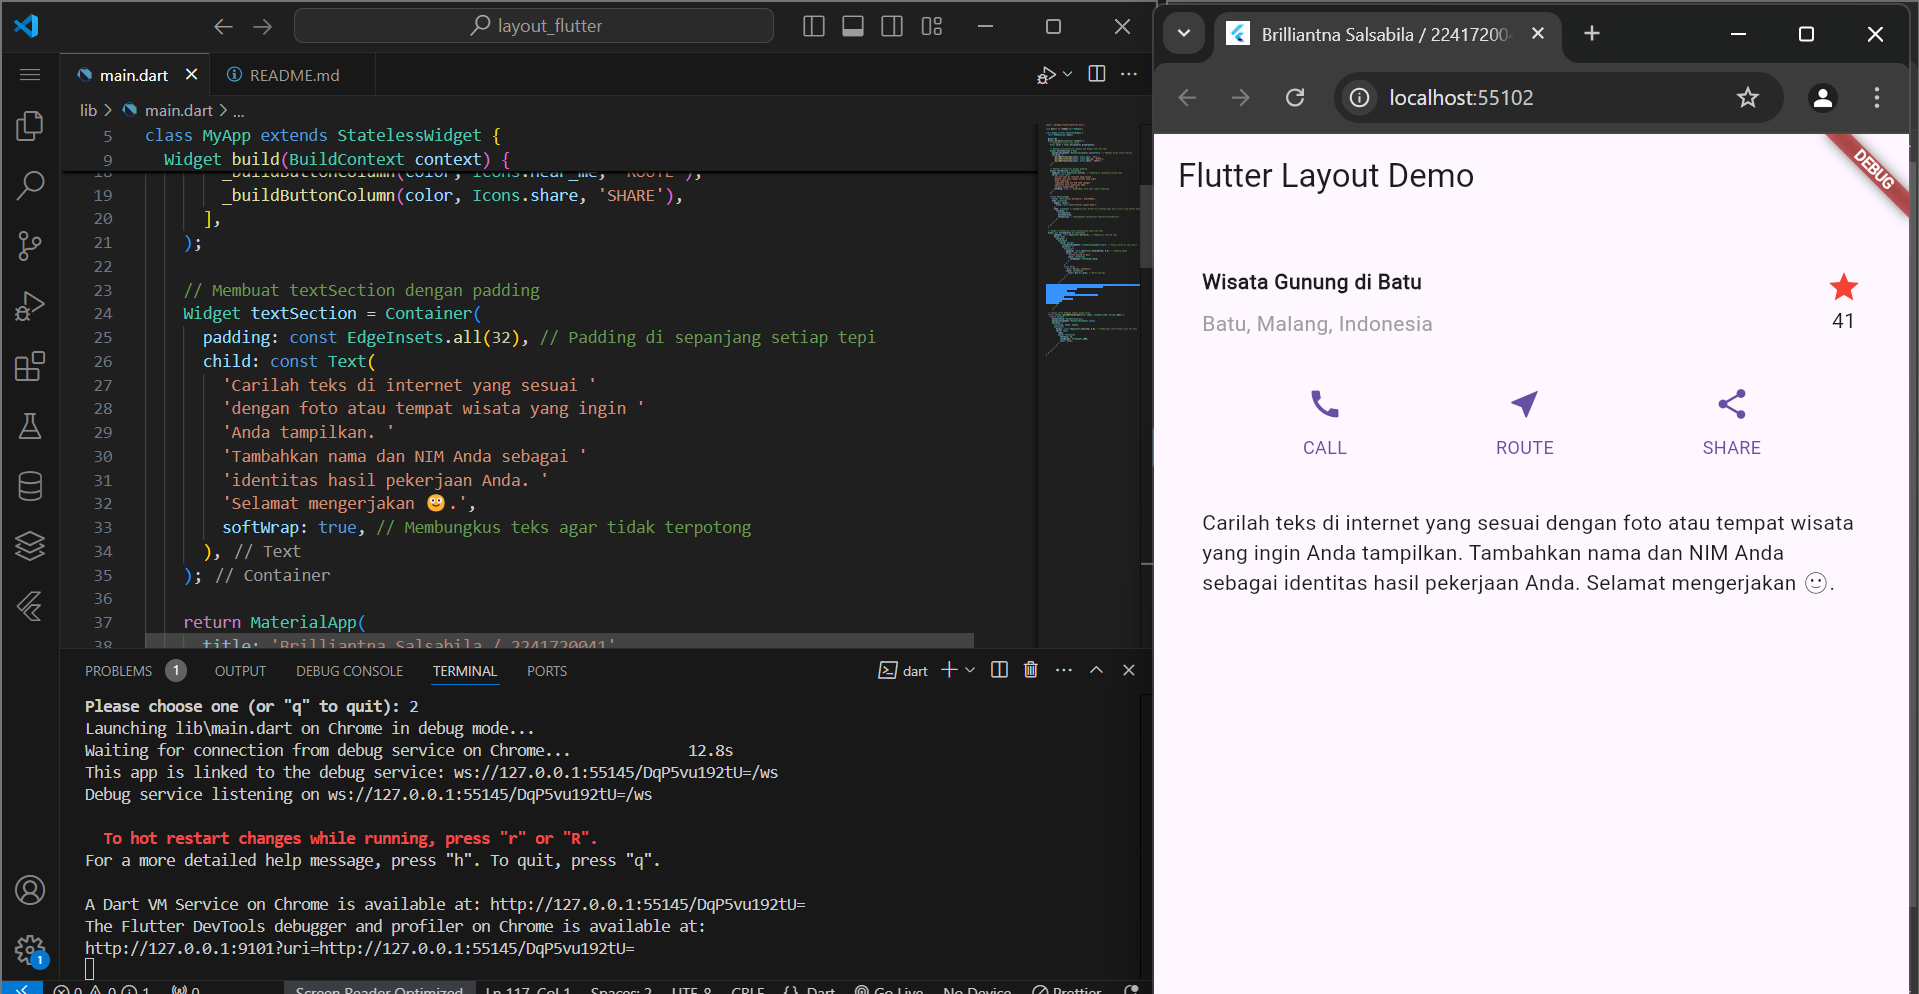 layout_flutter
main.dart
README.md
lib > main.dart > ...
5 class MyApp extends StatelessWidget {
9 Widget build(BuildContext context) {
18 _buildButtonColumn(color, Icons.near_me, 'ROUTE'),
19 _buildButtonColumn(color, Icons.share, 'SHARE'),
20 ],
21 );
22
23 // Membuat textSection dengan padding
24 Widget textSection = Container(
25 padding: const EdgeInsets.all(32), // Padding di sepanjang setiap tepi
26 child: const Text(
27 'Carilah teks di internet yang sesuai '
28 'dengan foto atau tempat wisata yang ingin '
29 'Anda tampilkan. '
30 'Tambahkan nama dan NIM Anda sebagai '
31 'identitas hasil pekerjaan Anda. '
32 'Selamat mengerjakan 🙂.',
33 softWrap: true, // Membungkus teks agar tidak terpotong
34 ), // Text
35 ); // Container
36
37 return MaterialApp(
38 title: 'Brilliantna Salsabila / 2241720041'
PROBLEMS 1 OUTPUT DEBUG CONSOLE TERMINAL PORTS
dart
Please choose one (or "q" to quit): 2
Launching lib\main.dart on Chrome in debug mode...
Waiting for connection from debug service on Chrome... 12.8s
This app is linked to the debug service: ws://127.0.0.1:55145/DqP5vu192tU=/ws
Debug service listening on ws://127.0.0.1:55145/DqP5vu192tU=/ws
To hot restart changes while running, press "r" or "R".
For a more detailed help message, press "h". To quit, press "q".
A Dart VM Service on Chrome is available at: http://127.0.0.1:55145/DqP5vu192tU=
The Flutter DevTools debugger and profiler on Chrome is available at:
http://127.0.0.1:9101?uri=http://127.0.0.1:55145/DqP5vu192tU=
1
0 0 1 0 Screen Reader Optimized Ln 117, Col 1 Spaces: 2 UTF-8 CRLF {} Dart Go Live No Device Prettier
Brilliantna Salsabila / 22417200
localhost:55102
DEBUG
Flutter Layout Demo
Wisata Gunung di Batu
Batu, Malang, Indonesia
41
CALL ROUTE SHARE
Carilah teks di internet yang sesuai dengan foto atau tempat wisata
yang ingin Anda tampilkan. Tambahkan nama dan NIM Anda
sebagai identitas hasil pekerjaan Anda. Selamat mengerjakan 🙂.